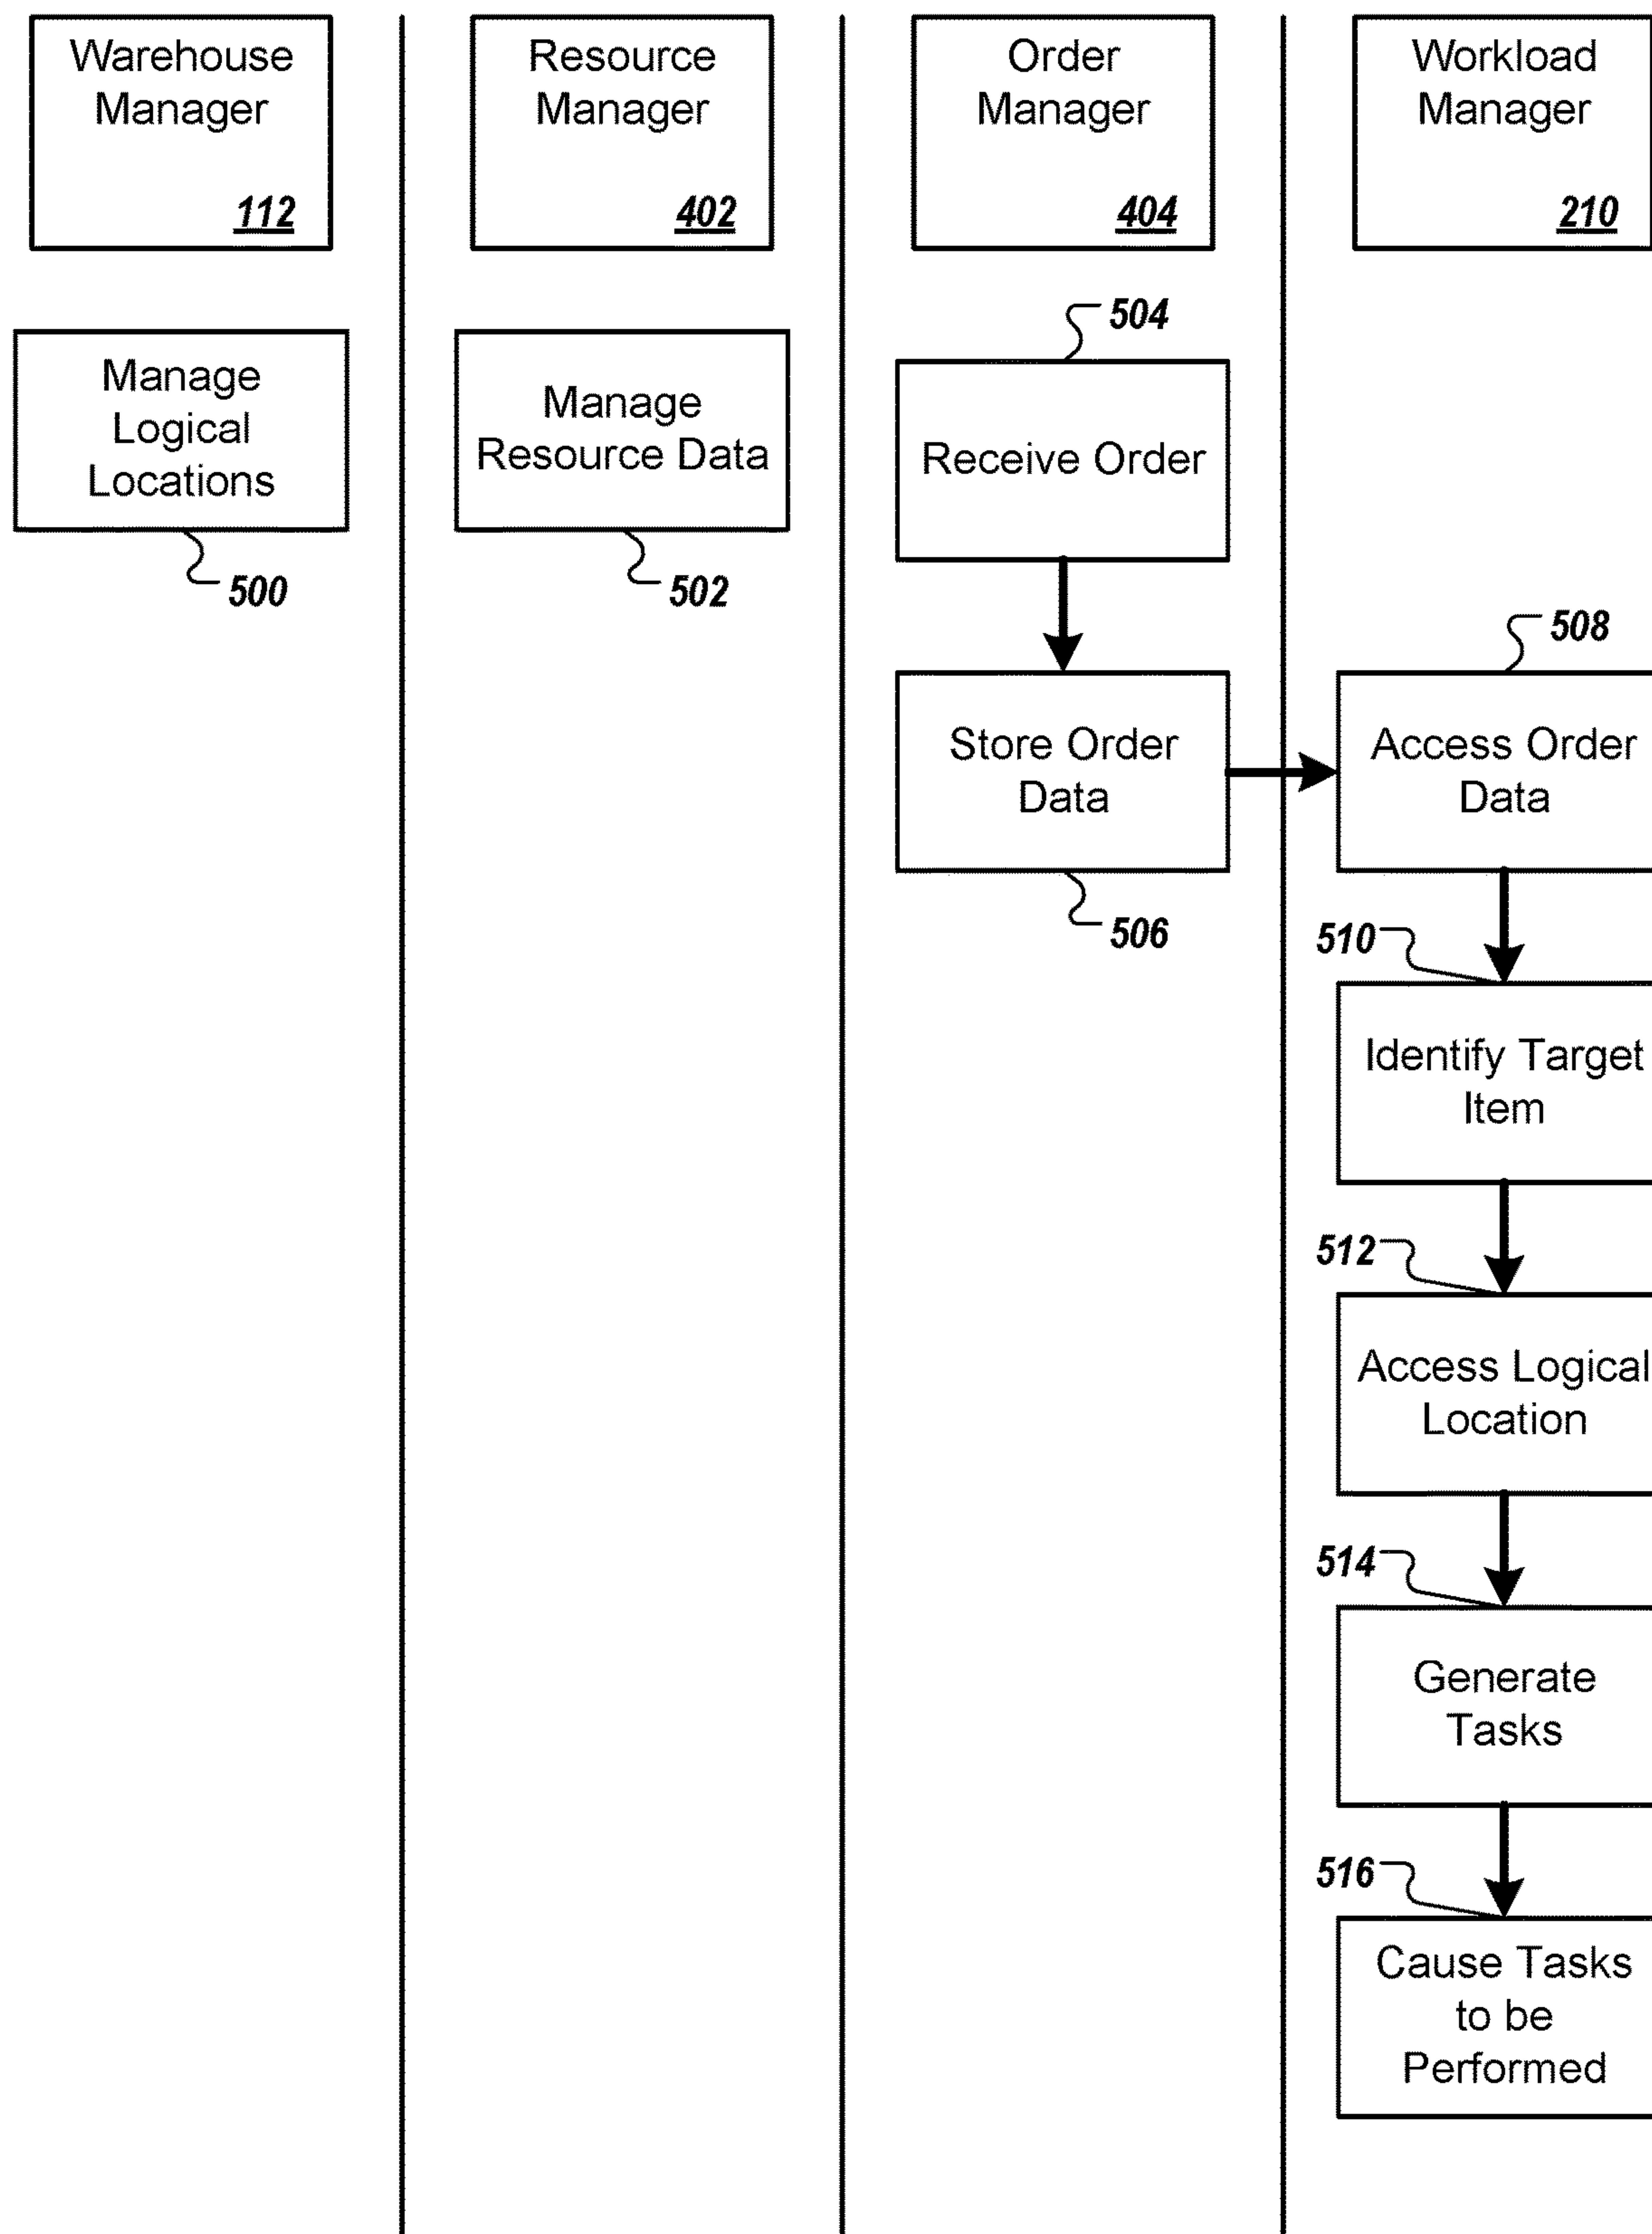 Warehouse
Manager
112
Resource
Manager
402
Order
Manager
404
Workload
Manager
210
Manage
Logical
Locations
500
Manage
Resource Data
502
504
Receive Order
Store Order
Data
506
508
Access Order
Data
510
Identify Target
Item
512
Access Logical
Location
514
Generate
Tasks
516
Cause Tasks
to be
Performed